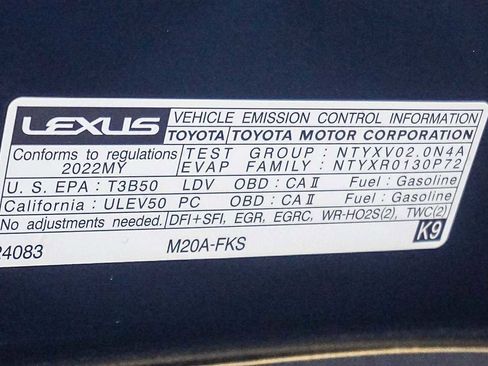 LEXUS VEHICLE EMISSION CONTROL INFORMATION
TOYOTA TOYOTA MOTOR CORPORATION
Conforms to regulations TEST GROUP : NTYXV02.0N4A
2022MY EVAP FAMILY : NTYXR0130P72
U.S. EPA : T3B50 LDV OBD : CA II Fuel : Gasoline
California : ULEV50 PC OBD : CA II Fuel : Gasoline
No adjustments needed. DFI+SFI, EGR, EGRC, WR-HO2S(2), TWC(2)
24083 M20A-FKS K9